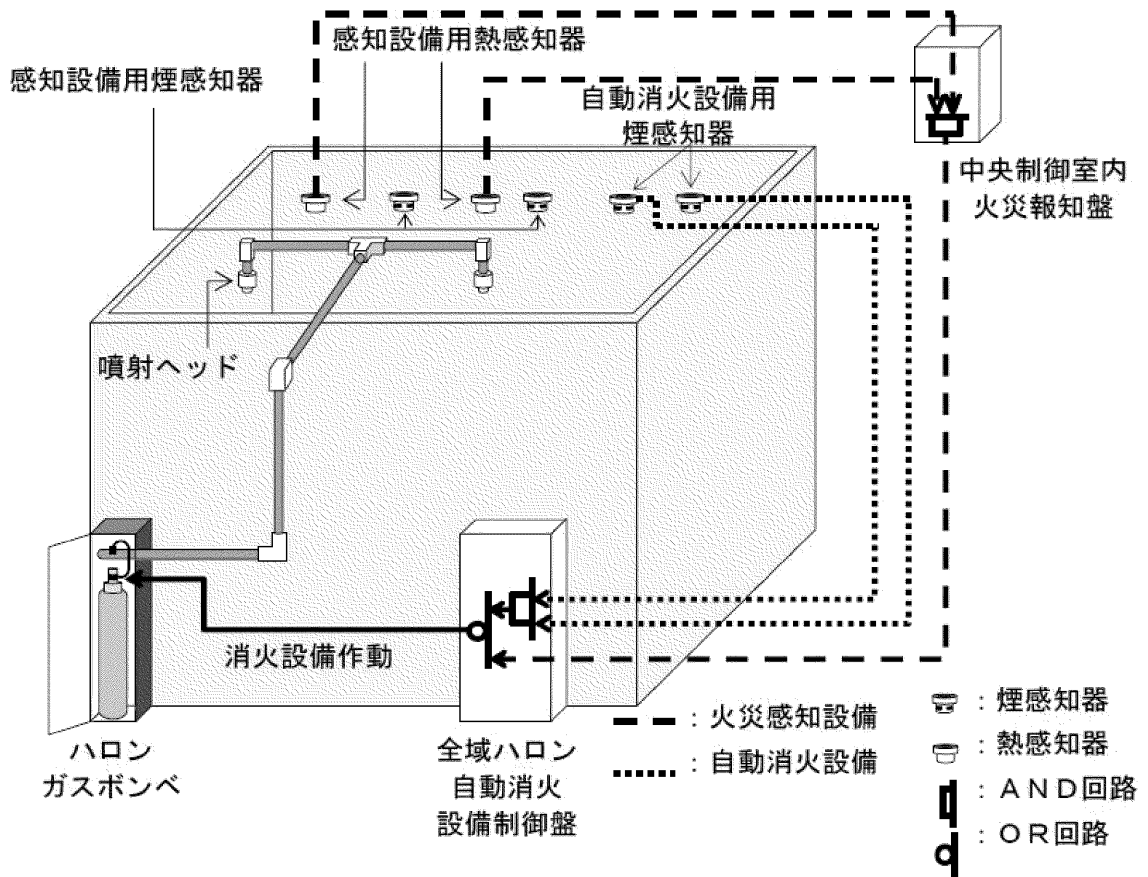 感知設備用熱感知器
感知設備用煙感知器
自動消火設備用
煙感知器
中央制御室内
火災報知盤
噴射ヘッド
消火設備作動
ハロン
ガスボンベ
全域ハロン
自動消火
設備制御盤
：火災感知設備
：自動消火設備
：煙感知器
：熱感知器
：ＡＮＤ回路
：ＯＲ回路